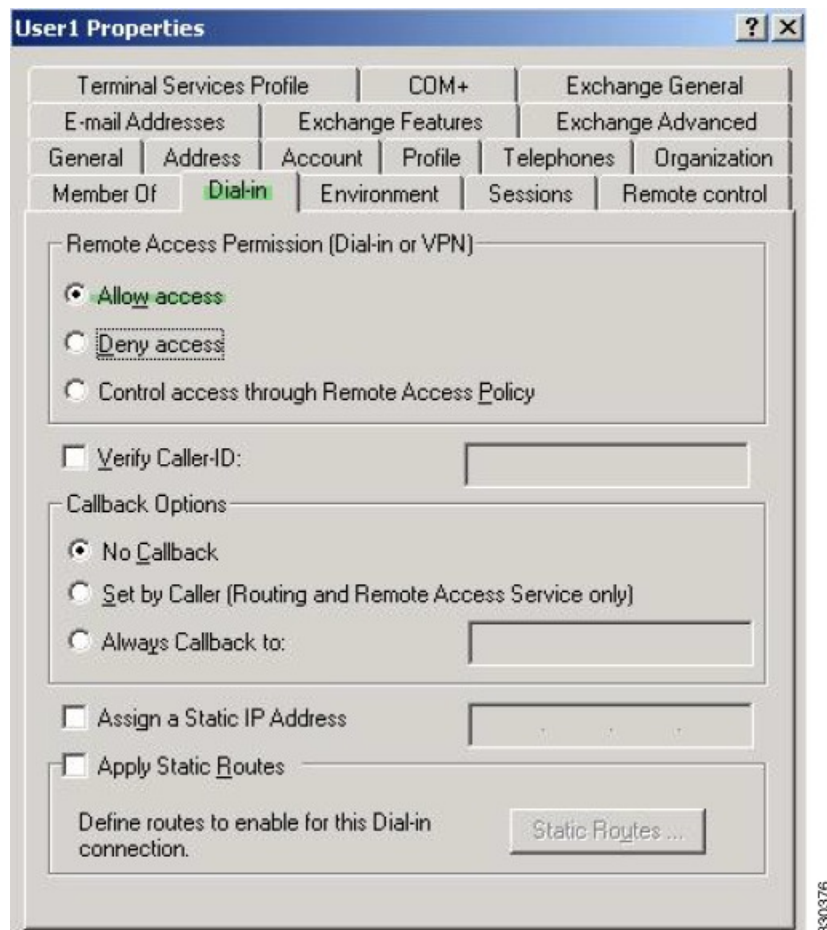 User1 Properties
Terminal Services Profile COM+ Exchange General
E-mail Addresses Exchange Features Exchange Advanced
General Address Account Profile Telephones Organization
Member Of Dial-in Environment Sessions Remote control
Remote Access Permission (Dial-in or VPN)
Allow access
Deny access
Control access through Remote Access Policy
Verify Caller-ID:
Callback Options
No Callback
Set by Caller (Routing and Remote Access Service only)
Always Callback to:
Assign a Static IP Address
Apply Static Routes
Define routes to enable for this Dial-in
connection.
Static Routes ...
330376